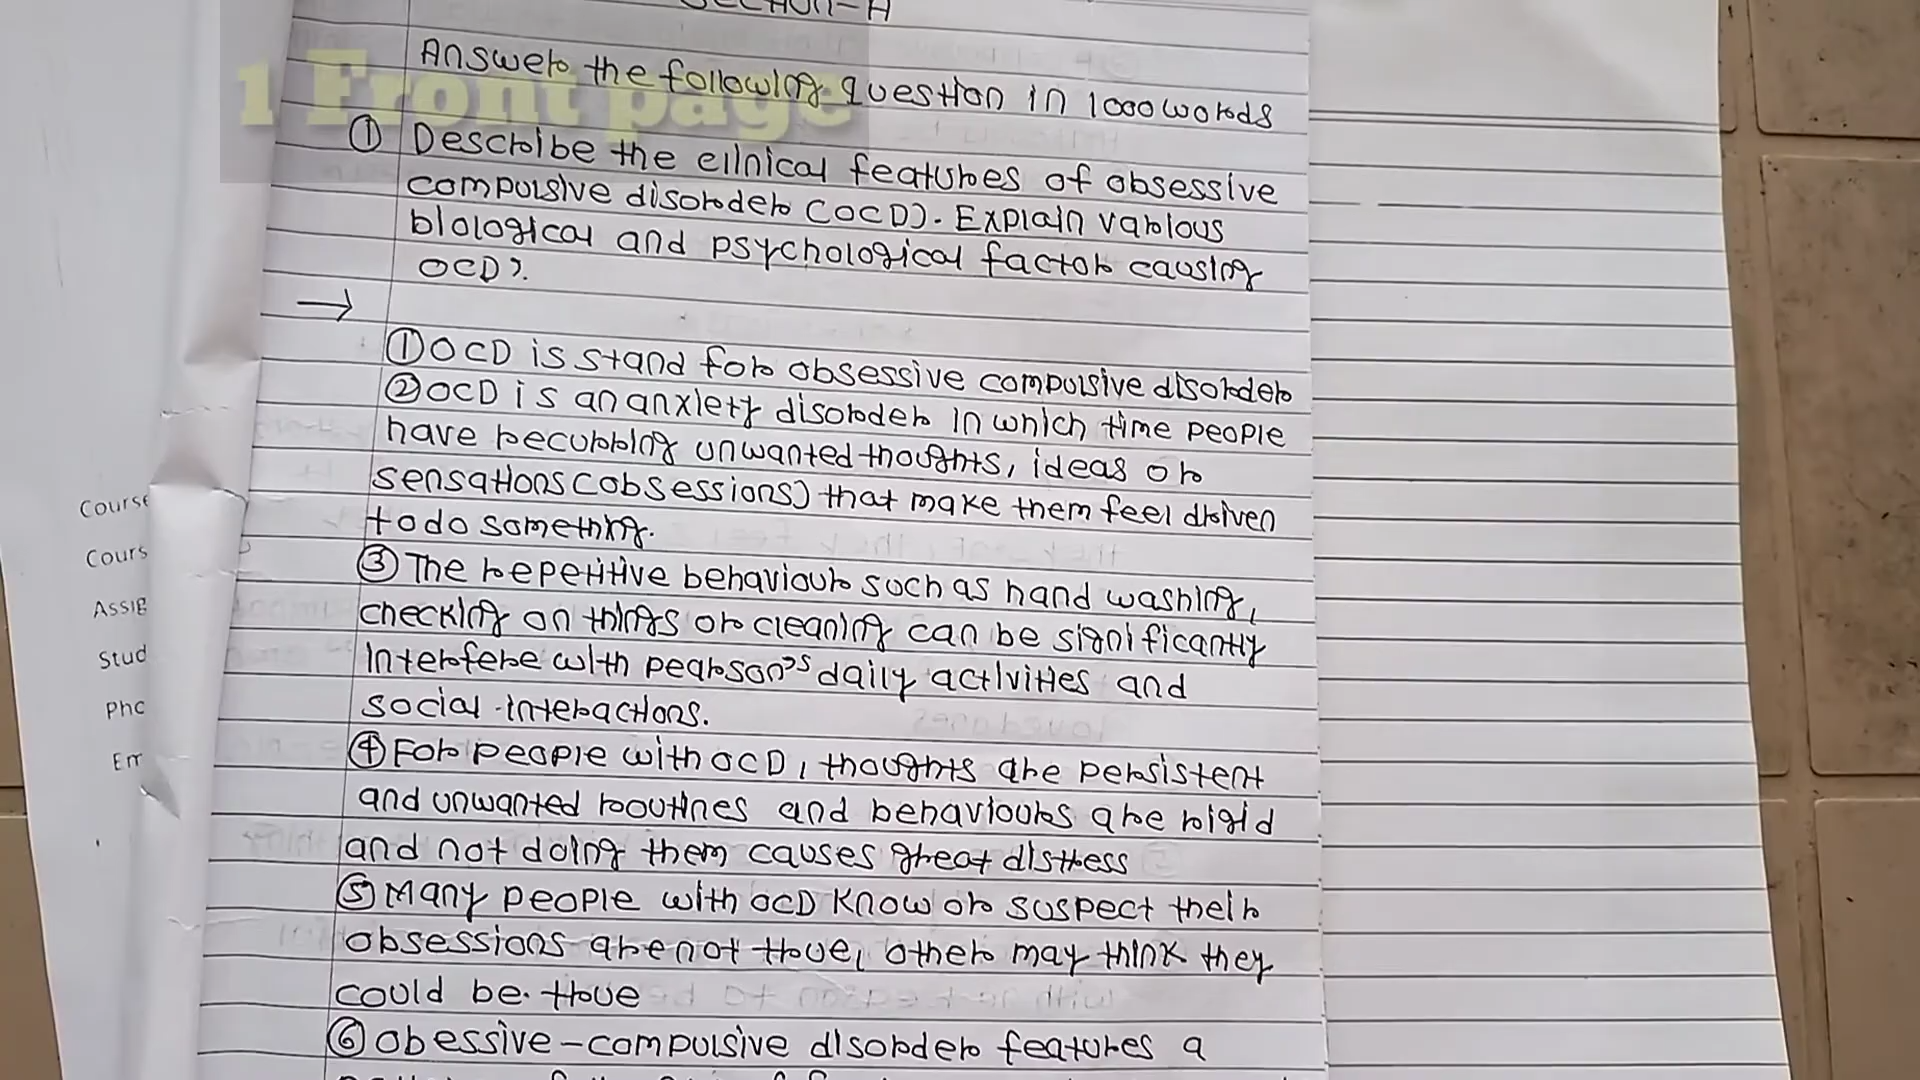 Section-A
1 Front page
Answer the following question in 1000 words
① Describe the clinical features of obsessive
compulsive disorder (OCD). Explain various
biological and psychological factor causing
OCD?
→
① OCD is stand for obsessive compulsive disorder
② OCD is an anxiety disorder in which time people
have recurring unwanted thoughts, ideas or
sensations (obsessions) that make them feel driven
to do something.
③ The repetitive behaviour such as hand washing,
checking on things or cleaning can be significantly
interfere with pearson's daily activities and
social-interactions.
④ For people with OCD, thoughts are persistent
and unwanted routines and behaviours are rigid
and not doing them causes great distress
⑤ Many people with OCD know or suspect their
obsessions are not true, other may think they
could be true
⑥ obessive-compulsive disorder features a
Course
Cours
Assig
Stud
Pho
Em